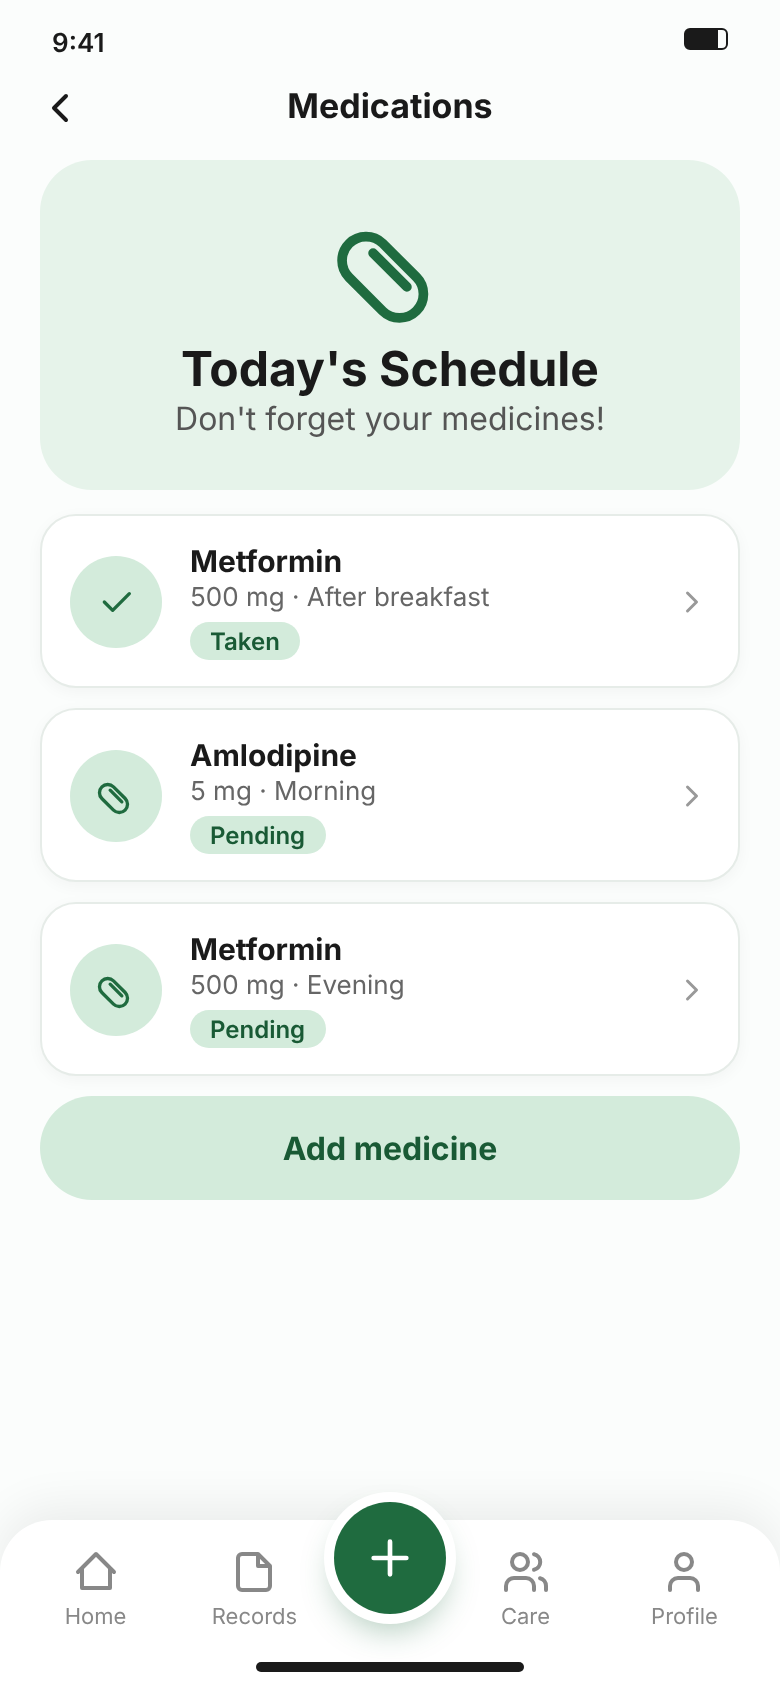 9:41
Medications
Today's Schedule
Don't forget your medicines!
Metformin
500 mg · After breakfast
Taken
Amlodipine
5 mg · Morning
Pending
Metformin
500 mg · Evening
Pending
Add medicine
Home
Records
Care
Profile